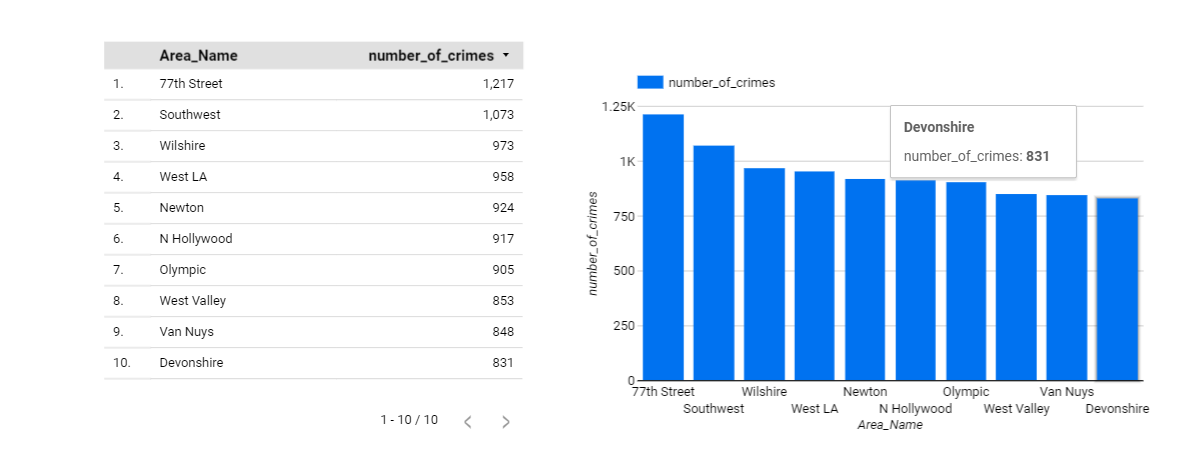 Area_Name number_of_crimes
1. 77th Street 1,217
2. Southwest 1,073
3. Wilshire 973
4. West LA 958
5. Newton 924
6. N Hollywood 917
7. Olympic 905
8. West Valley 853
9. Van Nuys 848
10. Devonshire 831
1 - 10 / 10
number_of_crimes
1.25K
1K
750
500
250
0
number_of_crimes
Devonshire
number_of_crimes: 831
77th Street Wilshire Newton Olympic Van Nuys
Southwest West LA N Hollywood West Valley Devonshire
Area_Name